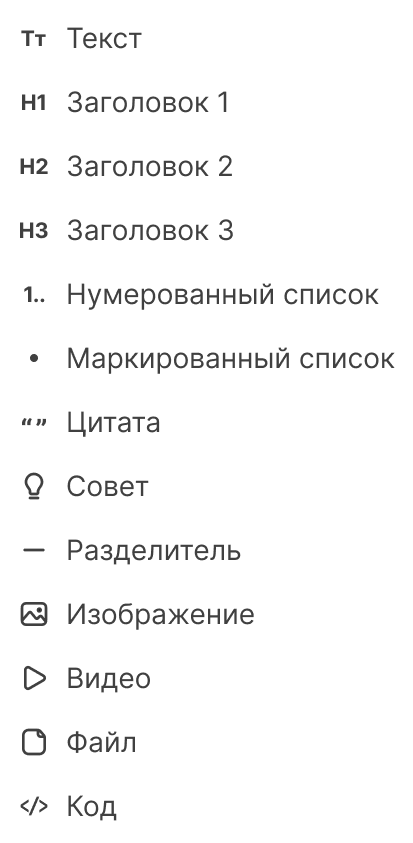 Tт Текст
H1 Заголовок 1
H2 Заголовок 2
H3 Заголовок 3
1.. Нумерованный список
• Маркированный список
“” Цитата
Совет
Разделитель
Изображение
Видео
Файл
</> Код